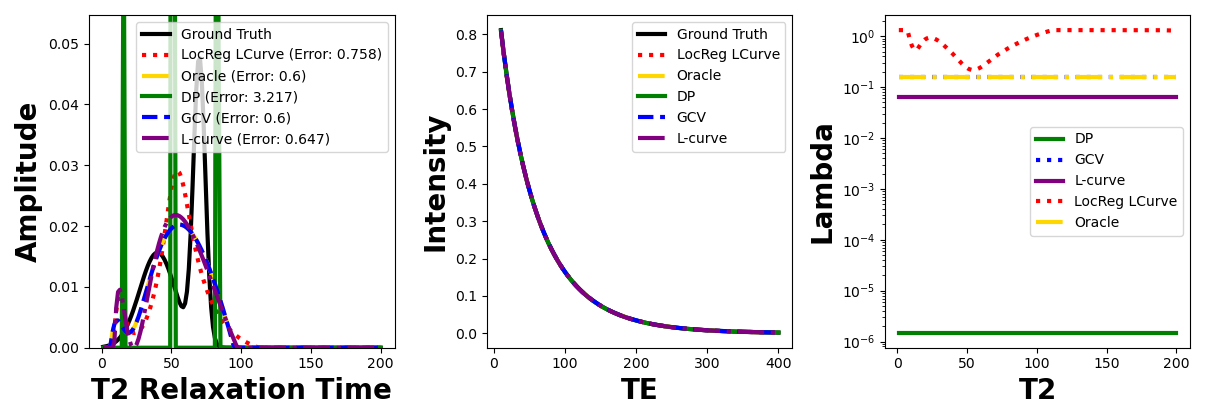 Amplitude
0.05
0.04
0.03
0.02
0.01
0.00
0
50
100
150
200
T2 Relaxation Time
Ground Truth
LocReg LCurve (Error: 0.758)
Oracle (Error: 0.6)
DP (Error: 3.217)
GCV (Error: 0.6)
L-curve (Error: 0.647)
Intensity
0.8
0.7
0.6
0.5
0.4
0.3
0.2
0.1
0.0
0
100
200
300
400
TE
Ground Truth
LocReg LCurve
Oracle
DP
GCV
L-curve
Lambda
10⁰
10⁻¹
10⁻²
10⁻³
10⁻⁴
10⁻⁵
10⁻⁶
0
50
100
150
200
T2
DP
GCV
L-curve
LocReg LCurve
Oracle